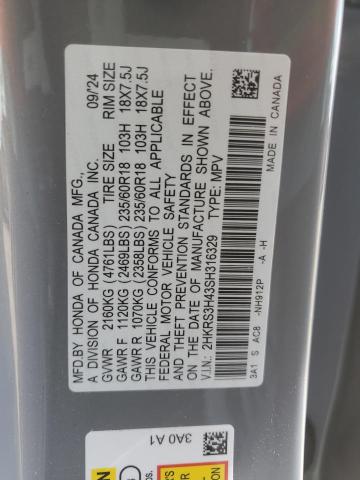 MFD.BY HONDA OF CANADA MFG.,
A DIVISION OF HONDA CANADA INC. 09/24
GVWR 2160KG (4761LBS) TIRE SIZE RIM SIZE
GAWR F 1120KG (2469LBS) 235/60R18 103H 18X7.5J
GAWR R 1070KG (2358LBS) 235/60R18 103H 18X7.5J
THIS VEHICLE CONFORMS TO ALL APPLICABLE
FEDERAL MOTOR VEHICLE SAFETY
AND THEFT PREVENTION STANDARDS IN EFFECT
ON THE DATE OF MANUFACTURE SHOWN ABOVE.
V.I.N.: 2HKRS3H43SH316329 TYPE: MPV
3A1 S AC8 -NH912P -A -H MADE IN CANADA
3A0 A1